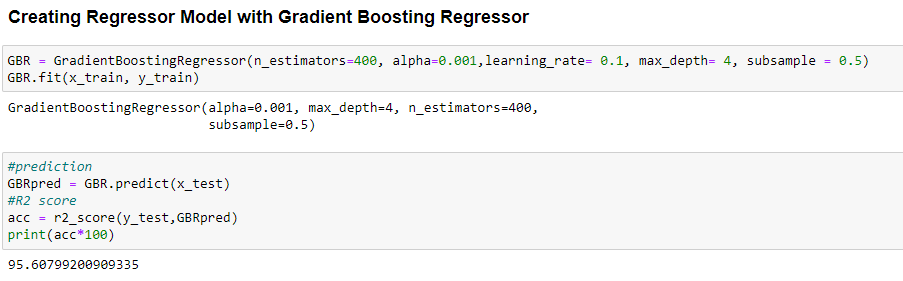 Creating Regressor Model with Gradient Boosting Regressor
GBR = GradientBoostingRegressor(n_estimators=400, alpha=0.001,learning_rate= 0.1, max_depth= 4, subsample = 0.5)
GBR.fit(x_train, y_train)
GradientBoostingRegressor(alpha=0.001, max_depth=4, n_estimators=400,
                          subsample=0.5)
#prediction
GBRpred = GBR.predict(x_test)
#R2 score
acc = r2_score(y_test,GBRpred)
print(acc*100)
95.60799200909335